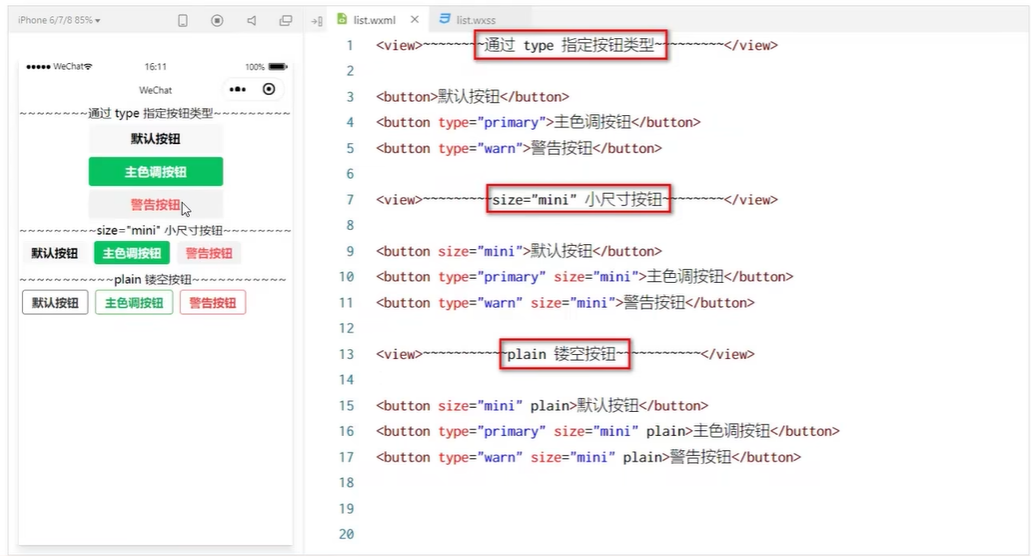 iPhone 6/7/8 85%
list.wxml
list.wxss
WeChat
16:11
100%
WeChat
~~~~~~~~通过 type 指定按钮类型~~~~~~~~~
默认按钮
主色调按钮
警告按钮
~~~~~~~~~size="mini" 小尺寸按钮~~~~~~~~
默认按钮
主色调按钮
警告按钮
~~~~~~~~~~~plain 镂空按钮~~~~~~~~~~~
默认按钮
主色调按钮
警告按钮
1 <view>~~~~~~~~通过 type 指定按钮类型~~~~~~~~~</view>
2
3 <button>默认按钮</button>
4 <button type="primary">主色调按钮</button>
5 <button type="warn">警告按钮</button>
6
7 <view>~~~~~~~~~size="mini" 小尺寸按钮~~~~~~~~</view>
8
9 <button size="mini">默认按钮</button>
10 <button type="primary" size="mini">主色调按钮</button>
11 <button type="warn" size="mini">警告按钮</button>
12
13 <view>~~~~~~~~~~~plain 镂空按钮~~~~~~~~~~~</view>
14
15 <button size="mini" plain>默认按钮</button>
16 <button type="primary" size="mini" plain>主色调按钮</button>
17 <button type="warn" size="mini" plain>警告按钮</button>
18
19
20